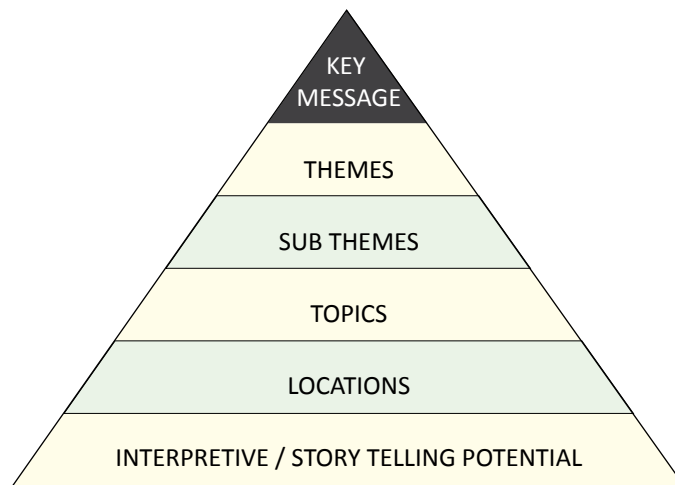 KEY
MESSAGE
THEMES
SUB THEMES
TOPICS
LOCATIONS
INTERPRETIVE / STORY TELLING POTENTIAL